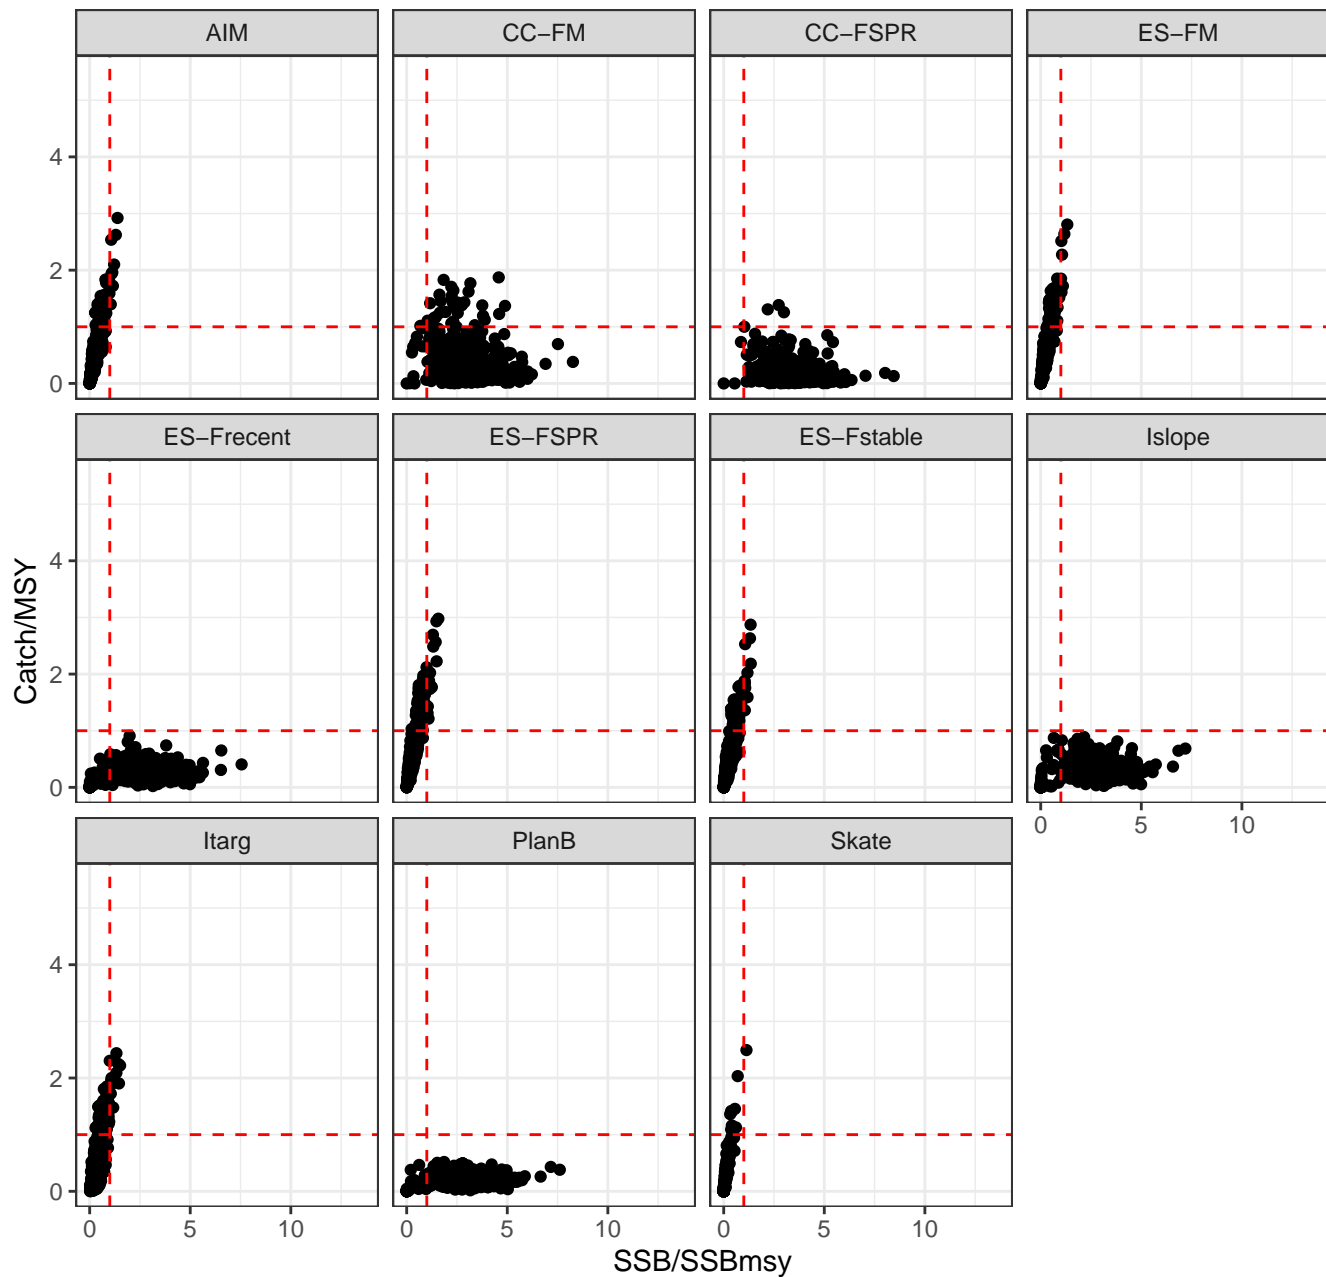 AIM CC−FM CC−FSPR ES−FM
4
2
0
ES−Frecent ES−FSPR ES−Fstable Islope
4
2
0
0 5 10
Itarg PlanB Skate
4
2
0
0 5 10 0 5 10 0 5 10
SSB/SSBmsy
Catch/MSY